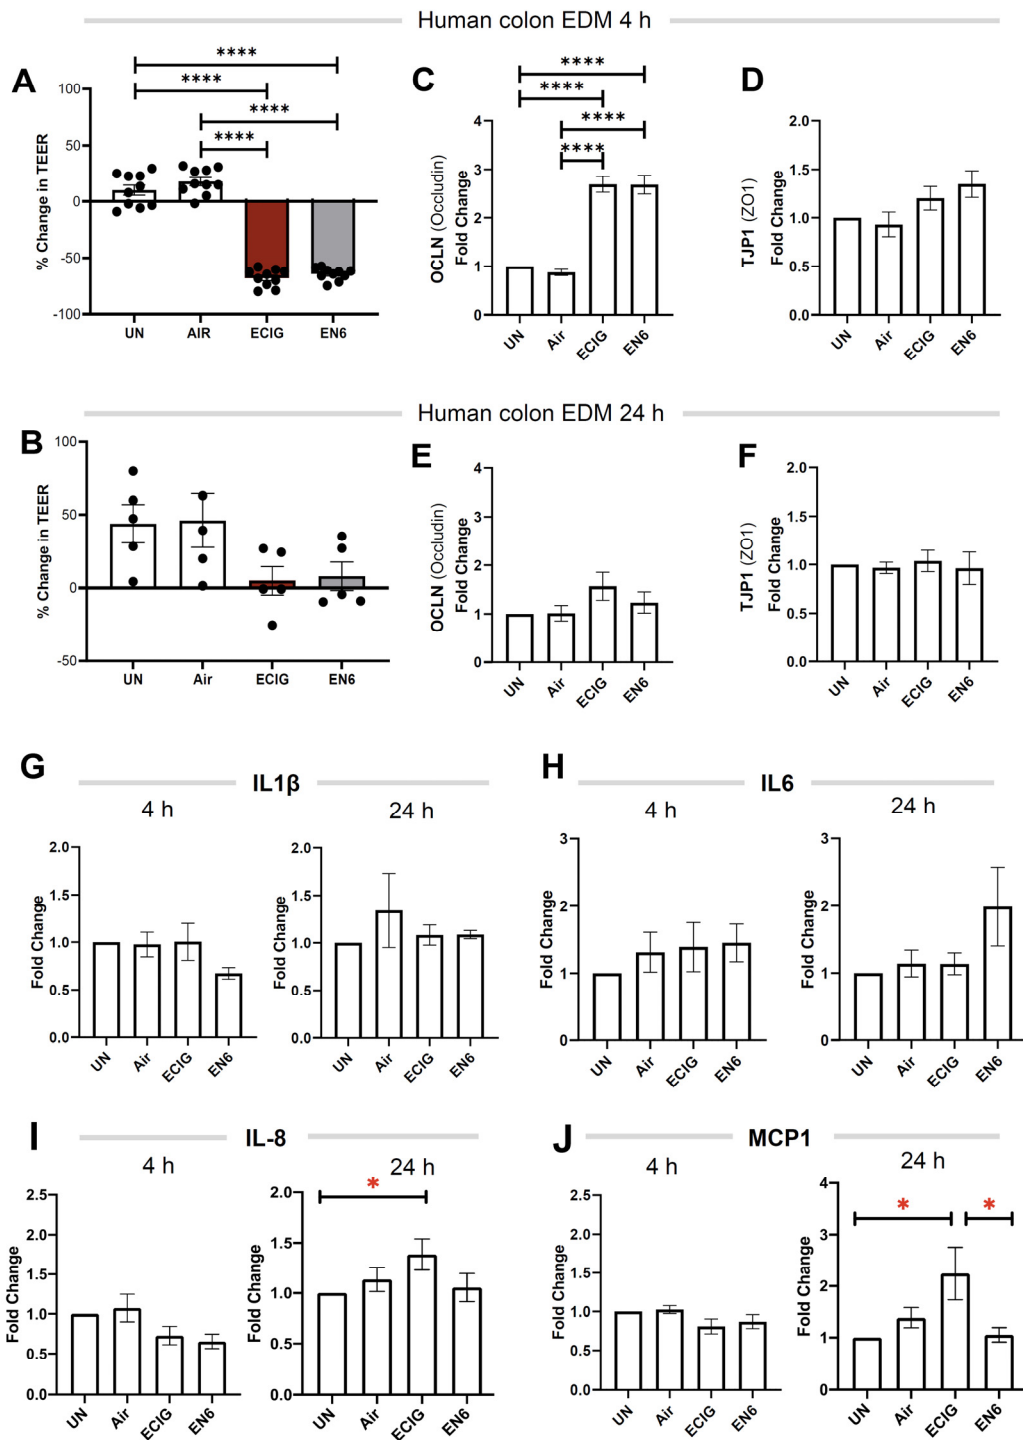 Human colon EDM 4 h
A
****
****
****
****
% Change in TEER
100
50
0
-50
-100
UN
AIR
ECIG
EN6
C
****
****
****
****
OCLN (Occludin)
Fold Change
4
3
2
1
0
UN
Air
ECIG
EN6
D
TJP1 (ZO1)
Fold Change
2.0
1.5
1.0
0.5
0.0
UN
Air
ECIG
EN6
Human colon EDM 24 h
B
% Change in TEER
100
50
0
-50
UN
Air
ECIG
EN6
E
OCLN (Occludin)
Fold Change
4
3
2
1
0
UN
Air
ECIG
EN6
F
TJP1 (ZO1)
Fold Change
2.0
1.5
1.0
0.5
0.0
UN
Air
ECIG
EN6
G
IL1β
4 h
Fold Change
2.0
1.5
1.0
0.5
0.0
UN
Air
ECIG
EN6
24 h
Fold Change
2.0
1.5
1.0
0.5
0.0
UN
Air
ECIG
EN6
H
IL6
4 h
Fold Change
3
2
1
0
UN
Air
ECIG
EN6
24 h
Fold Change
3
2
1
0
UN
Air
ECIG
EN6
I
IL-8
4 h
Fold Change
2.5
2.0
1.5
1.0
0.5
0.0
UN
Air
ECIG
EN6
24 h
*
Fold Change
2.0
1.5
1.0
0.5
0.0
UN
Air
ECIG
EN6
J
MCP1
4 h
Fold Change
2.5
2.0
1.5
1.0
0.5
0.0
UN
Air
ECIG
EN6
24 h
*
*
Fold Change
4
3
2
1
0
UN
Air
ECIG
EN6